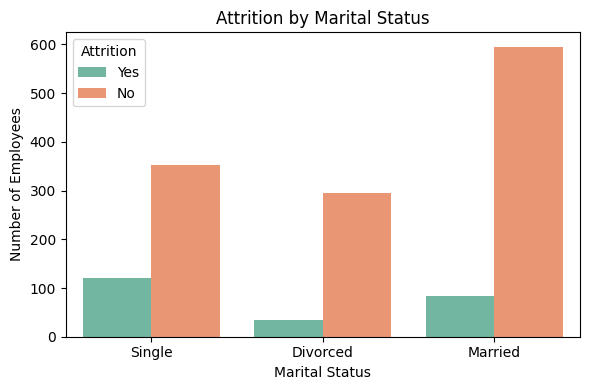 Attrition by Marital Status
Attrition
Yes
No
Number of Employees
600
500
400
300
200
100
0
Single
Divorced
Married
Marital Status